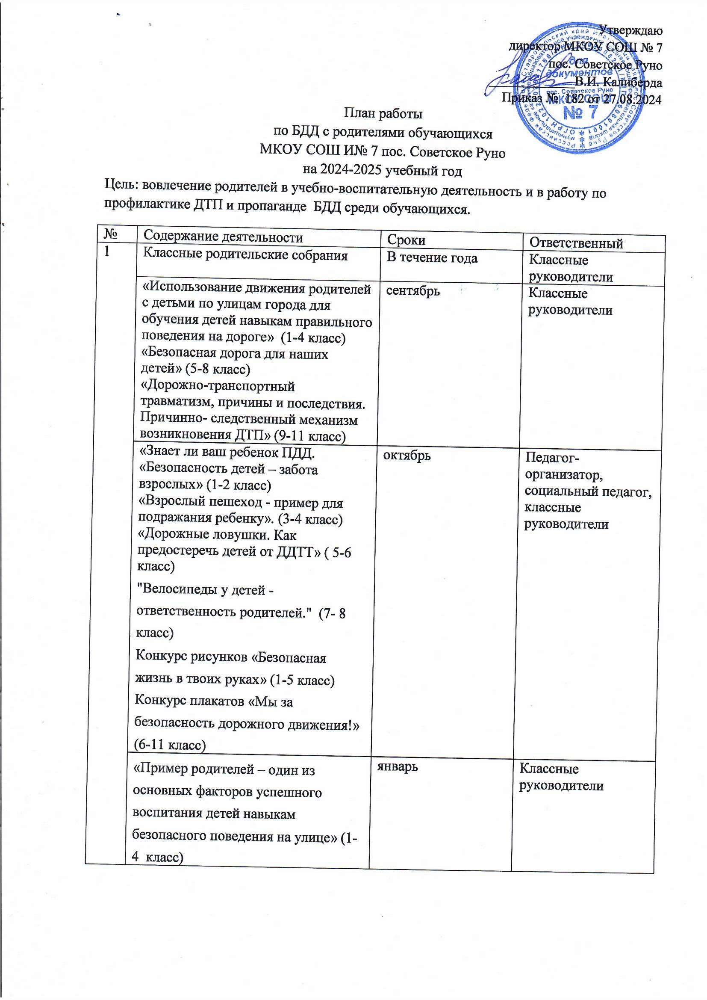 Утверждаю
директор МКОУ СОШ № 7
пос. Советское Руно
В.И. Калиберда
Приказ № 182 от 27.08.2024
для
документов
пос. Советское Руно
МКОУ СОШ
№ 7
План работы
по БДД с родителями обучающихся
МКОУ СОШ И№ 7 пос. Советское Руно
на 2024-2025 учебный год
Цель: вовлечение родителей в учебно-воспитательную деятельность и в работу по
профилактике ДТП и пропаганде БДД среди обучающихся.
№ Содержание деятельности Сроки Ответственный
1 Классные родительские собрания В течение года Классные
руководители
«Использование движения родителей
с детьми по улицам города для
обучения детей навыкам правильного
поведения на дороге» (1-4 класс)
«Безопасная дорога для наших
детей» (5-8 класс)
«Дорожно-транспортный
травматизм, причины и последствия.
Причинно- следственный механизм
возникновения ДТП» (9-11 класс)
сентябрь
Классные
руководители
«Знает ли ваш ребенок ПДД.
«Безопасность детей – забота
взрослых» (1-2 класс)
«Взрослый пешеход - пример для
подражания ребенку». (3-4 класс)
«Дорожные ловушки. Как
предостеречь детей от ДДТТ» ( 5-6
класс)
"Велосипеды у детей -
ответственность родителей." (7- 8
класс)
Конкурс рисунков «Безопасная
жизнь в твоих руках» (1-5 класс)
Конкурс плакатов «Мы за
безопасность дорожного движения!»
(6-11 класс)
октябрь
Педагог-
организатор,
социальный педагог,
классные
руководители
«Пример родителей – один из
основных факторов успешного
воспитания детей навыкам
безопасного поведения на улице» (1-
4 класс)
январь
Классные
руководители